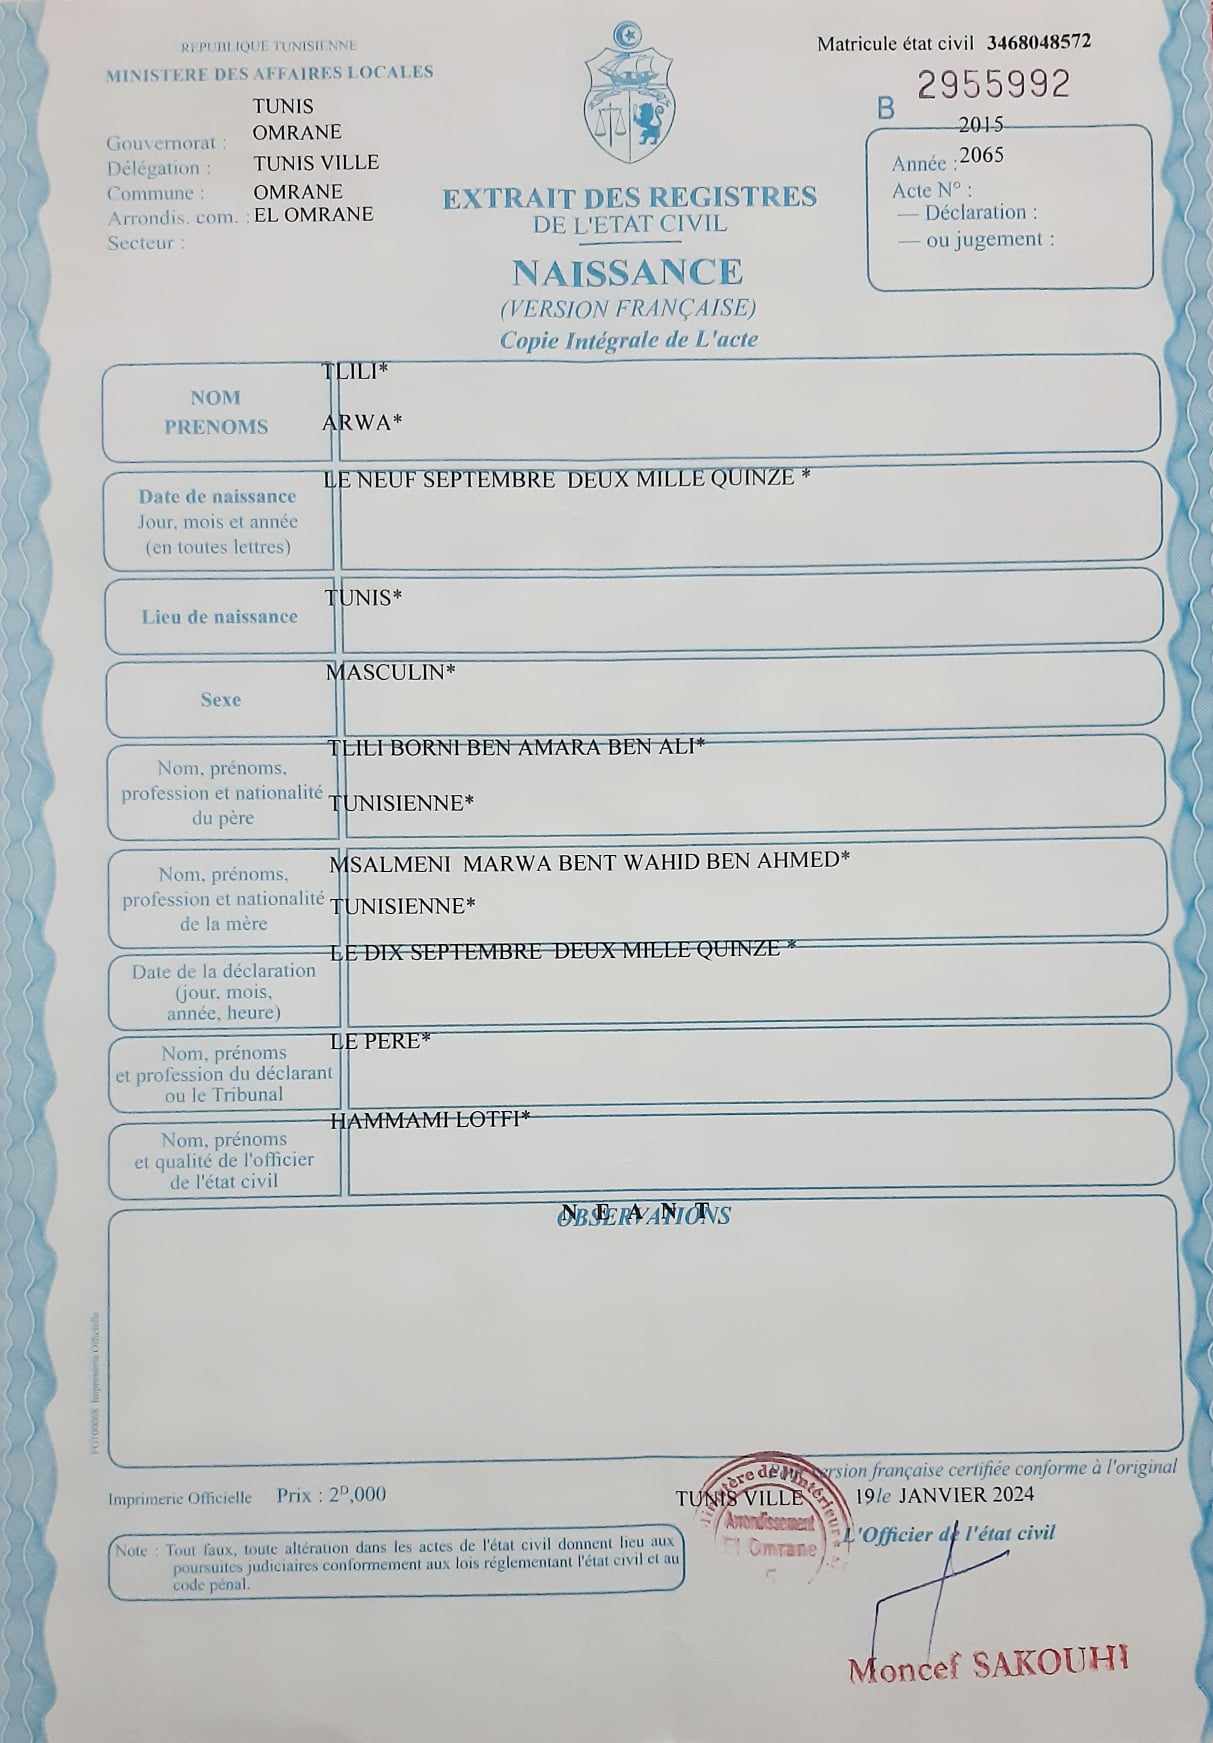 REPUBLIQUE TUNISIENNE
MINISTERE DES AFFAIRES LOCALES
Matricule état civil 3468048572
B 2955992
TUNIS
Gouvernorat : OMRANE
Délégation : TUNIS VILLE
Commune : OMRANE
Arrondis. com. : EL OMRANE
Secteur :
2015
Année : 2065
Acte N° :
— Déclaration :
— ou jugement :
EXTRAIT DES REGISTRES
DE L'ETAT CIVIL
NAISSANCE
(VERSION FRANÇAISE)
Copie Intégrale de L'acte
NOM
PRENOMS
TLILI*
ARWA*
Date de naissance
Jour, mois et année
(en toutes lettres)
LE NEUF SEPTEMBRE DEUX MILLE QUINZE *
Lieu de naissance
TUNIS*
Sexe
MASCULIN*
Nom, prénoms,
profession et nationalité
du père
TLILI BORNI BEN AMARA BEN ALI*
TUNISIENNE*
Nom, prénoms,
profession et nationalité
de la mère
MSALMENI MARWA BENT WAHID BEN AHMED*
TUNISIENNE*
Date de la déclaration
(jour, mois,
année, heure)
LE DIX SEPTEMBRE DEUX MILLE QUINZE *
Nom, prénoms
et profession du déclarant
ou le Tribunal
LE PERE*
Nom, prénoms
et qualité de l'officier
de l'état civil
HAMMAMI LOTFI*
OBSERVATIONS
N E A N T
Imprimerie Officielle
Imprimerie Officielle Prix : 2ᴰ,000
version française certifiée conforme à l'original
TUNIS VILLE 19 le JANVIER 2024
L'Officier de l'état civil
Ministère de l'Intérieur
Arrondissement
El Omrane
Note : Tout faux, toute altération dans les actes de l'état civil donnent lieu aux
poursuites judiciaires conformement aux lois réglementant l'état civil et au
code pénal.
Moncef SAKOUHI